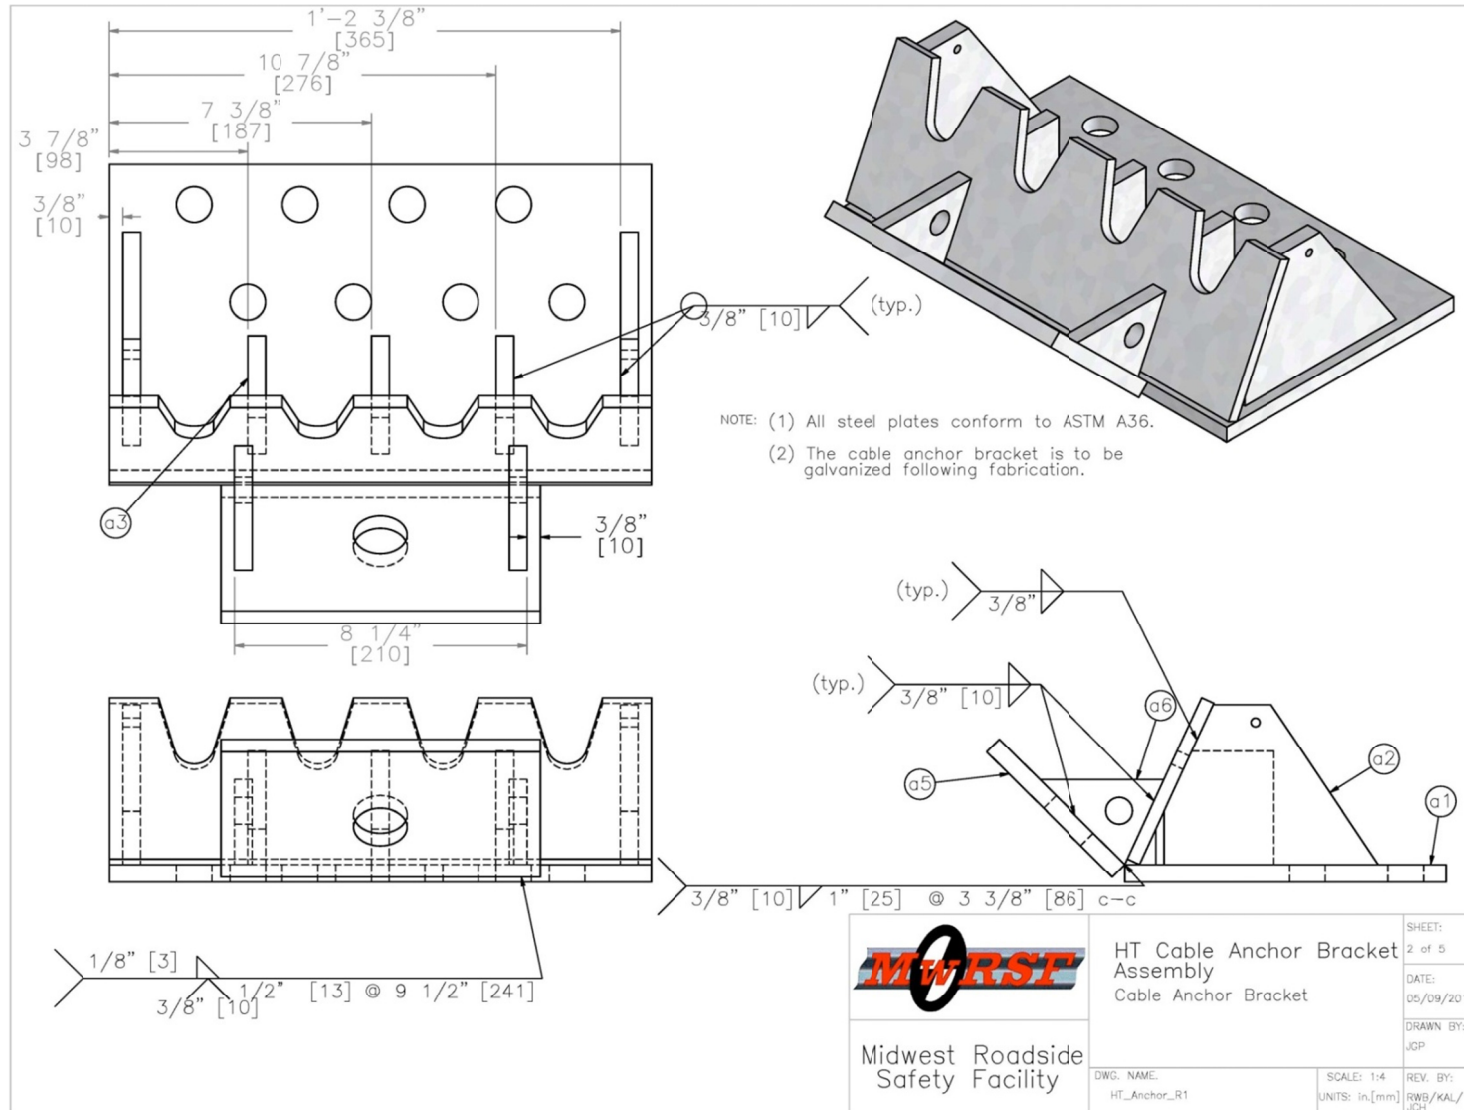 1'-2 3/8"
[365]
10 7/8"
[276]
7 3/8"
[187]
3 7/8"
[98]
3/8"
[10]
3/8" [10]
(typ.)
NOTE: (1) All steel plates conform to ASTM A36.
(2) The cable anchor bracket is to be
galvanized following fabrication.
a3
3/8"
[10]
8 1/4"
[210]
(typ.)
3/8"
(typ.)
3/8" [10]
a6
a5
a2
a1
3/8" [10] 1" [25] @ 3 3/8" [86] c-c
1/8" [3]
3/8" [10] 1/2" [13] @ 9 1/2" [241]
MwRSF
Midwest Roadside
Safety Facility
HT Cable Anchor Bracket
Assembly
Cable Anchor Bracket
SHEET:
2 of 5
DATE:
05/09/20
DRAWN BY:
JGP
DWG. NAME.
HT_Anchor_R1
SCALE: 1:4
UNITS: in.[mm]
REV. BY:
RWB/KAL/
JCH